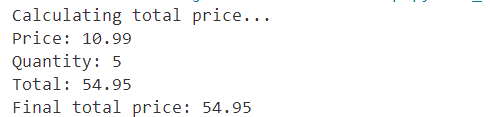 Calculating total price...
Price: 10.99
Quantity: 5
Total: 54.95
Final total price: 54.95